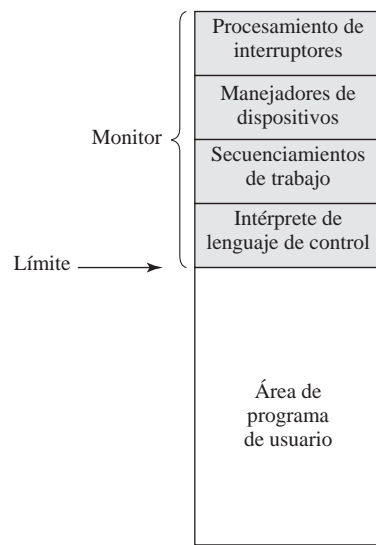 Procesamiento de
interruptores
Manejadores de
dispositivos
Monitor
Secuenciamientos
de trabajo
Intérprete de
lenguaje de control
Límite
Área de
programa
de usuario